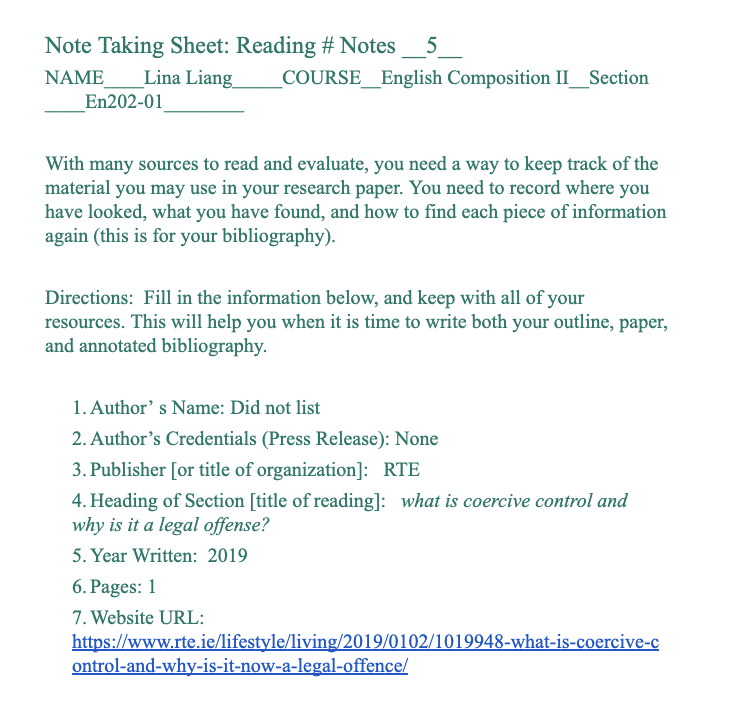 Note Taking Sheet: Reading # Notes __5__
NAME____Lina Liang_____COURSE__English Composition II__Section
____En202-01________
With many sources to read and evaluate, you need a way to keep track of the
material you may use in your research paper. You need to record where you
have looked, what you have found, and how to find each piece of information
again (this is for your bibliography).
Directions:  Fill in the information below, and keep with all of your
resources. This will help you when it is time to write both your outline, paper,
and annotated bibliography.
1. Author’ s Name: Did not list
2. Author’s Credentials (Press Release): None
3. Publisher [or title of organization]:   RTE
4. Heading of Section [title of reading]:   what is coercive control and
why is it a legal offense?
5. Year Written:  2019
6. Pages: 1
7. Website URL:
https://www.rte.ie/lifestyle/living/2019/0102/1019948-what-is-coercive-c
ontrol-and-why-is-it-now-a-legal-offence/